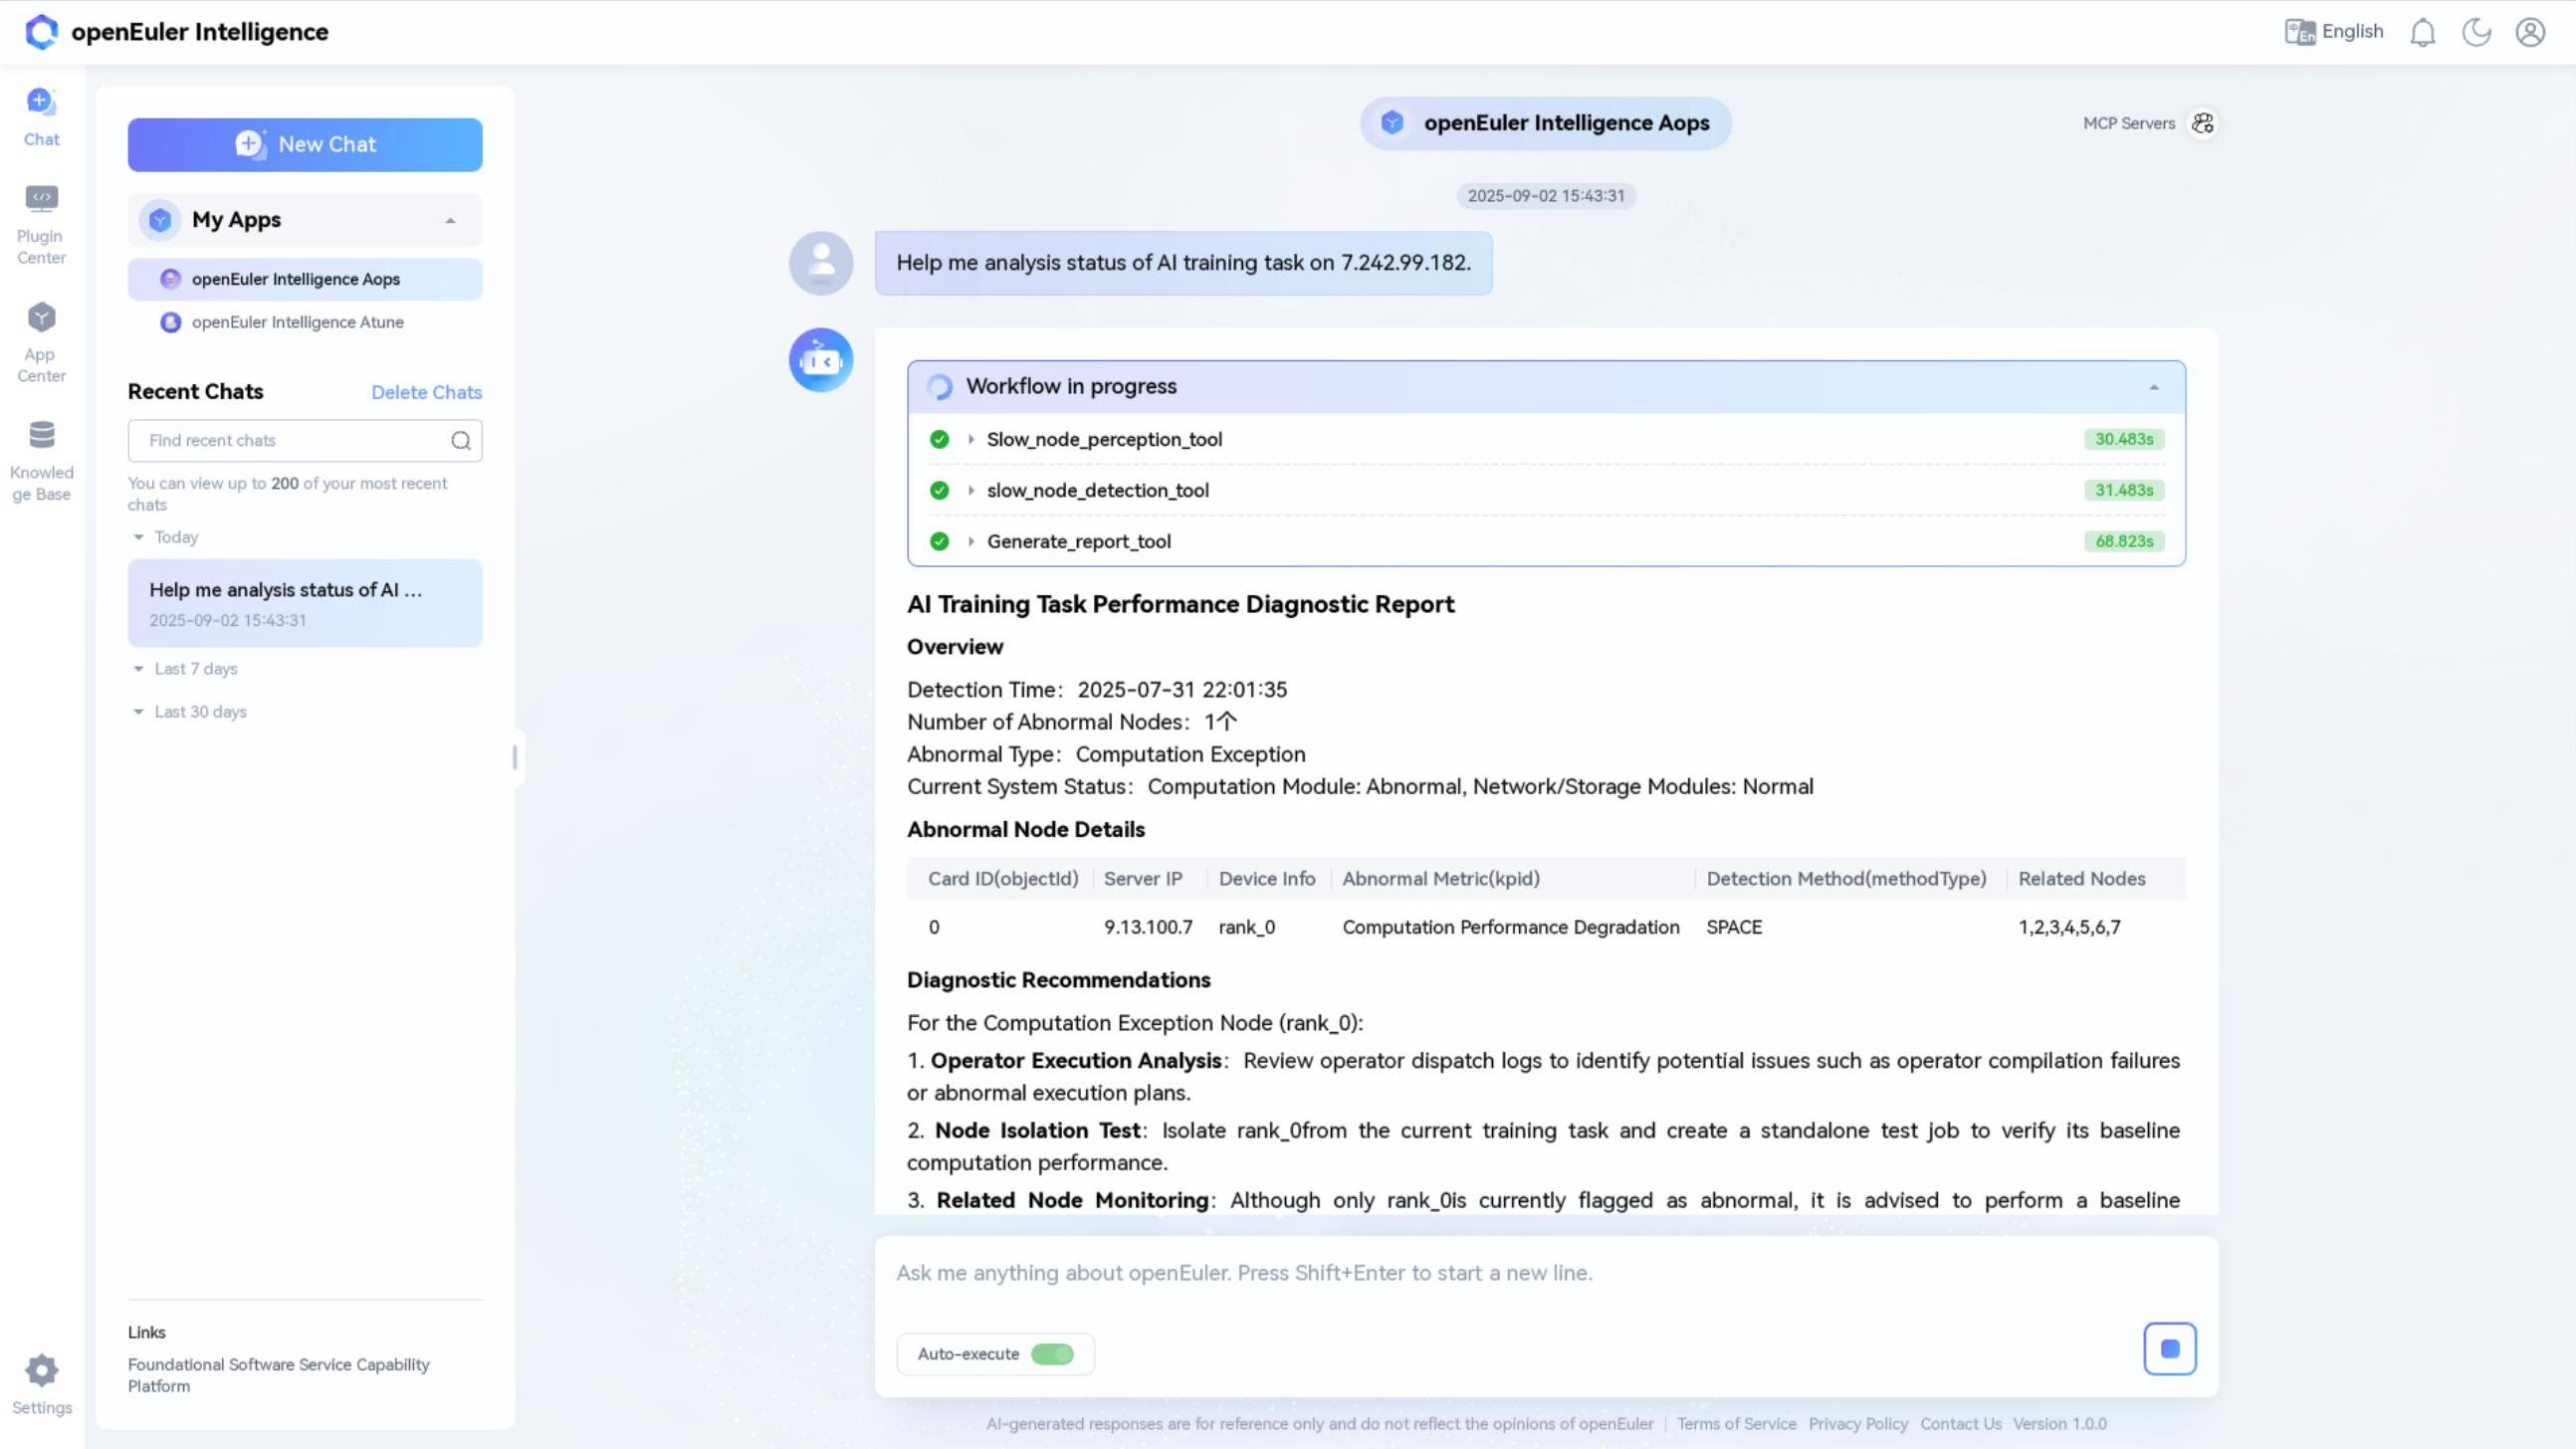 openEuler Intelligence
English
Chat
Plugin
Center
App
Center
Knowled
ge Base
Settings
New Chat
My Apps
openEuler Intelligence Aops
openEuler Intelligence Atune
Recent Chats
Delete Chats
Find recent chats
You can view up to 200 of your most recent
chats
Today
Help me analysis status of AI ...
2025-09-02 15:43:31
Last 7 days
Last 30 days
Links
Foundational Software Service Capability
Platform
openEuler Intelligence Aops
MCP Servers
2025-09-02 15:43:31
Help me analysis status of AI training task on 7.242.99.182.
Workflow in progress
Slow_node_perception_tool 30.483s
slow_node_detection_tool 31.483s
Generate_report_tool 68.823s
AI Training Task Performance Diagnostic Report
Overview
Detection Time： 2025-07-31 22:01:35
Number of Abnormal Nodes： 1个
Abnormal Type： Computation Exception
Current System Status： Computation Module: Abnormal, Network/Storage Modules: Normal
Abnormal Node Details
Card ID(objectId) Server IP Device Info Abnormal Metric(kpid) Detection Method(methodType) Related Nodes
0 9.13.100.7 rank_0 Computation Performance Degradation SPACE 1,2,3,4,5,6,7
Diagnostic Recommendations
For the Computation Exception Node (rank_0):
1. Operator Execution Analysis： Review operator dispatch logs to identify potential issues such as operator compilation failures
or abnormal execution plans.
2. Node Isolation Test： Isolate rank_0from the current training task and create a standalone test job to verify its baseline
computation performance.
3. Related Node Monitoring： Although only rank_0is currently flagged as abnormal, it is advised to perform a baseline
Ask me anything about openEuler. Press Shift+Enter to start a new line.
Auto-execute
AI-generated responses are for reference only and do not reflect the opinions of openEuler | Terms of Service Privacy Policy Contact Us Version 1.0.0